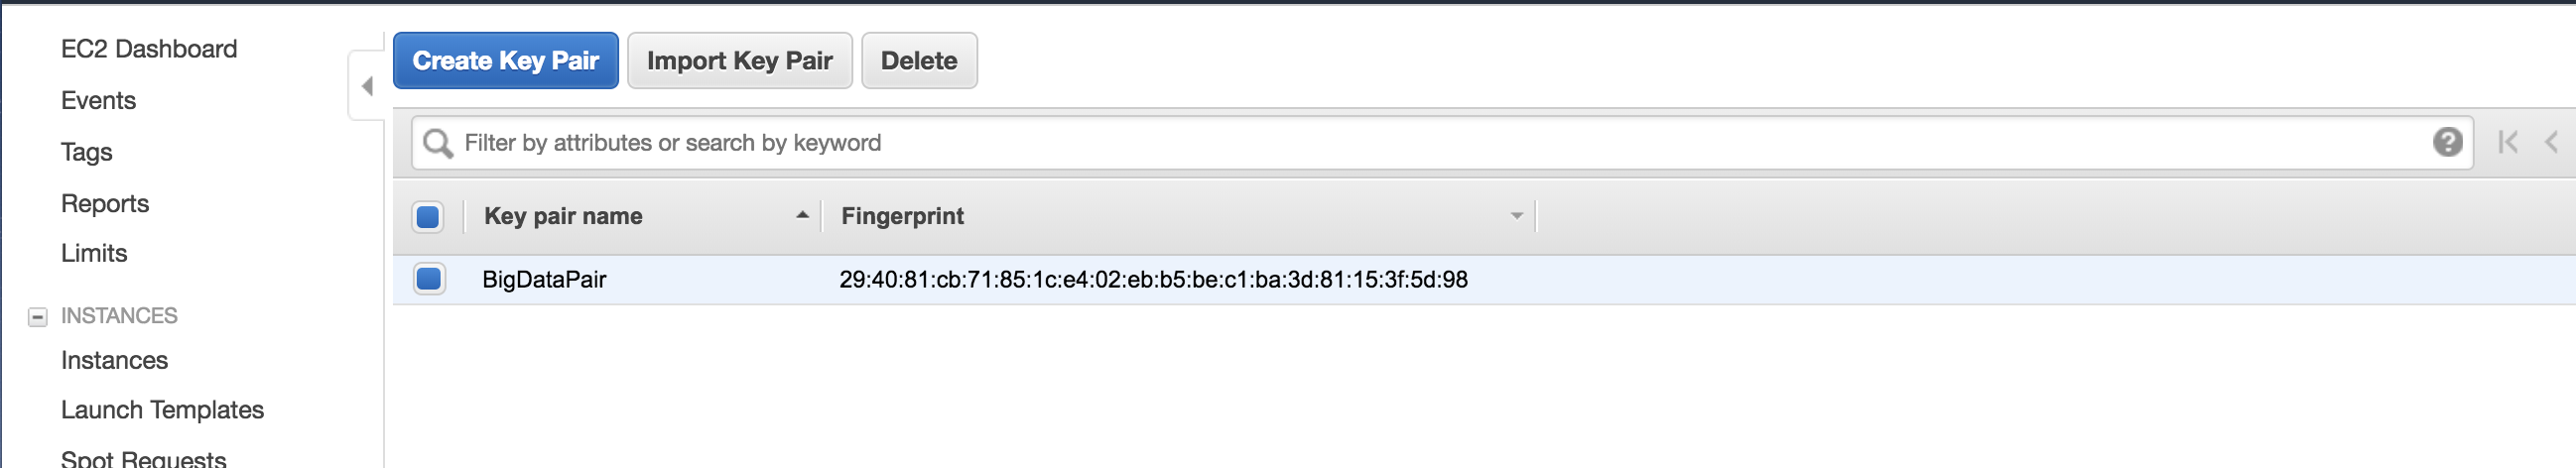 EC2 Dashboard
Events
Tags
Reports
Limits
INSTANCES
Instances
Launch Templates
Spot Requests
Create Key Pair
Import Key Pair
Delete
Filter by attributes or search by keyword
Key pair name
Fingerprint
BigDataPair
29:40:81:cb:71:85:1c:e4:02:eb:b5:be:c1:ba:3d:81:15:3f:5d:98